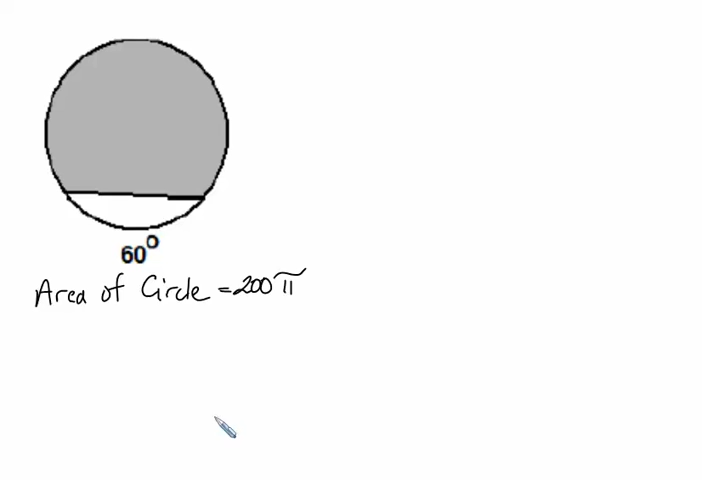 60°
Area of Circle = 200π